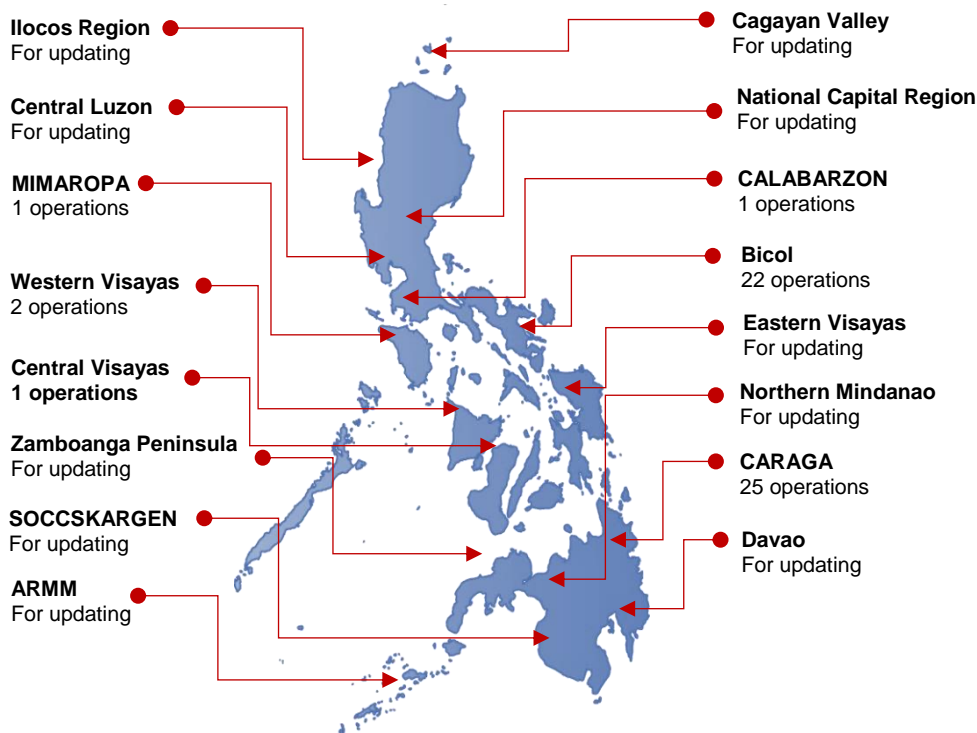 Ilocos Region
For updating
Central Luzon
For updating
MIMAROPA
1 operations
Western Visayas
2 operations
Central Visayas
1 operations
Zamboanga Peninsula
For updating
SOCCSKARGEN
For updating
ARMM
For updating
Cagayan Valley
For updating
National Capital Region
For updating
CALABARZON
1 operations
Bicol
22 operations
Eastern Visayas
For updating
Northern Mindanao
For updating
CARAGA
25 operations
Davao
For updating